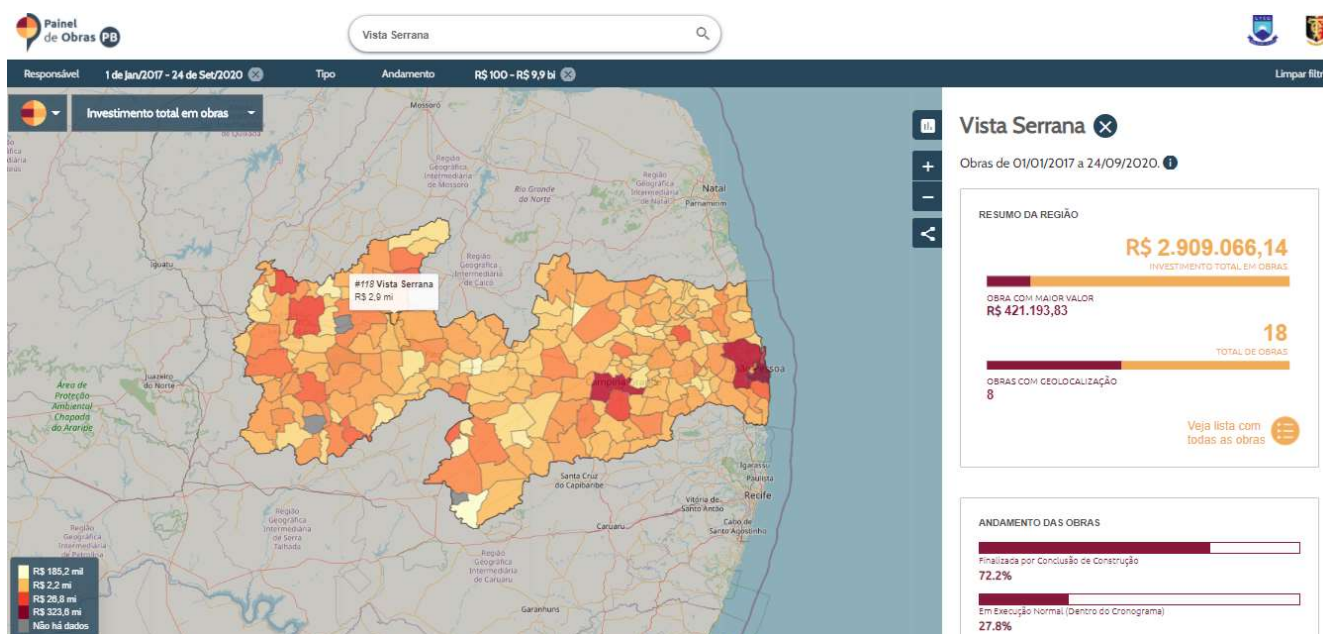 Painel
de Obras PB
Vista Serrana
Responsável
1 de Jan/2017 - 24 de Set/2020
Tipo
Andamento
R$ 100 - R$ 9,9 bi
Limpar filtr
Investimento total em obras
Mossoró
Região
Geográfica
Intermediária
de Mossoró
Rio Grande
do Norte
Região
Geográfica
Intermediária
de Natal
Natal
Parnamirim
Iguatu
Região
Geográfica
Intermediária
de Caicó
#118 Vista Serrana
R$ 2,9 mi
Juazeiro
do Norte
Área de
Proteção
Ambiental
Chapada
do Araripe
Santa Cruz
do Capibaribe
Igarassu
Paulista
Recife
Vitória de
Santo Antão
Cabo de
Santo Agostinho
Caruaru
Região
Geográfica
Intermediária
de Serra
Talhada
Região
Geográfica
Intermediária
de Petrolina
Região
Geográfica
Intermediária
de Caruaru
Garanhuns
R$ 185,2 mil
R$ 2,2 mi
R$ 26,8 mi
R$ 323,6 mi
Não há dados
Vista Serrana
Obras de 01/01/2017 a 24/09/2020.
RESUMO DA REGIÃO
R$ 2.909.066,14
INVESTIMENTO TOTAL EM OBRAS
OBRA COM MAIOR VALOR
R$ 421.193,83
18
TOTAL DE OBRAS
OBRAS COM GEOLOCALIZAÇÃO
8
Veja lista com
todas as obras
ANDAMENTO DAS OBRAS
Finalizada por Conclusão de Construção
72.2%
Em Execução Normal (Dentro do Cronograma)
27.8%